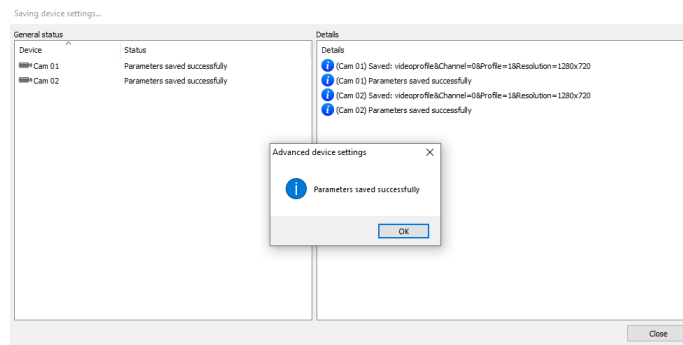 Saving device settings...
General status
Details
Device
Status
Details
Cam 01
Parameters saved successfully
(Cam 01) Saved: videoprofile&Channel=0&Profile=1&Resolution=1280x720
Cam 02
Parameters saved successfully
(Cam 01) Parameters saved successfully
(Cam 02) Saved: videoprofile&Channel=0&Profile=1&Resolution=1280x720
(Cam 02) Parameters saved successfully
Advanced device settings
Parameters saved successfully
OK
Close